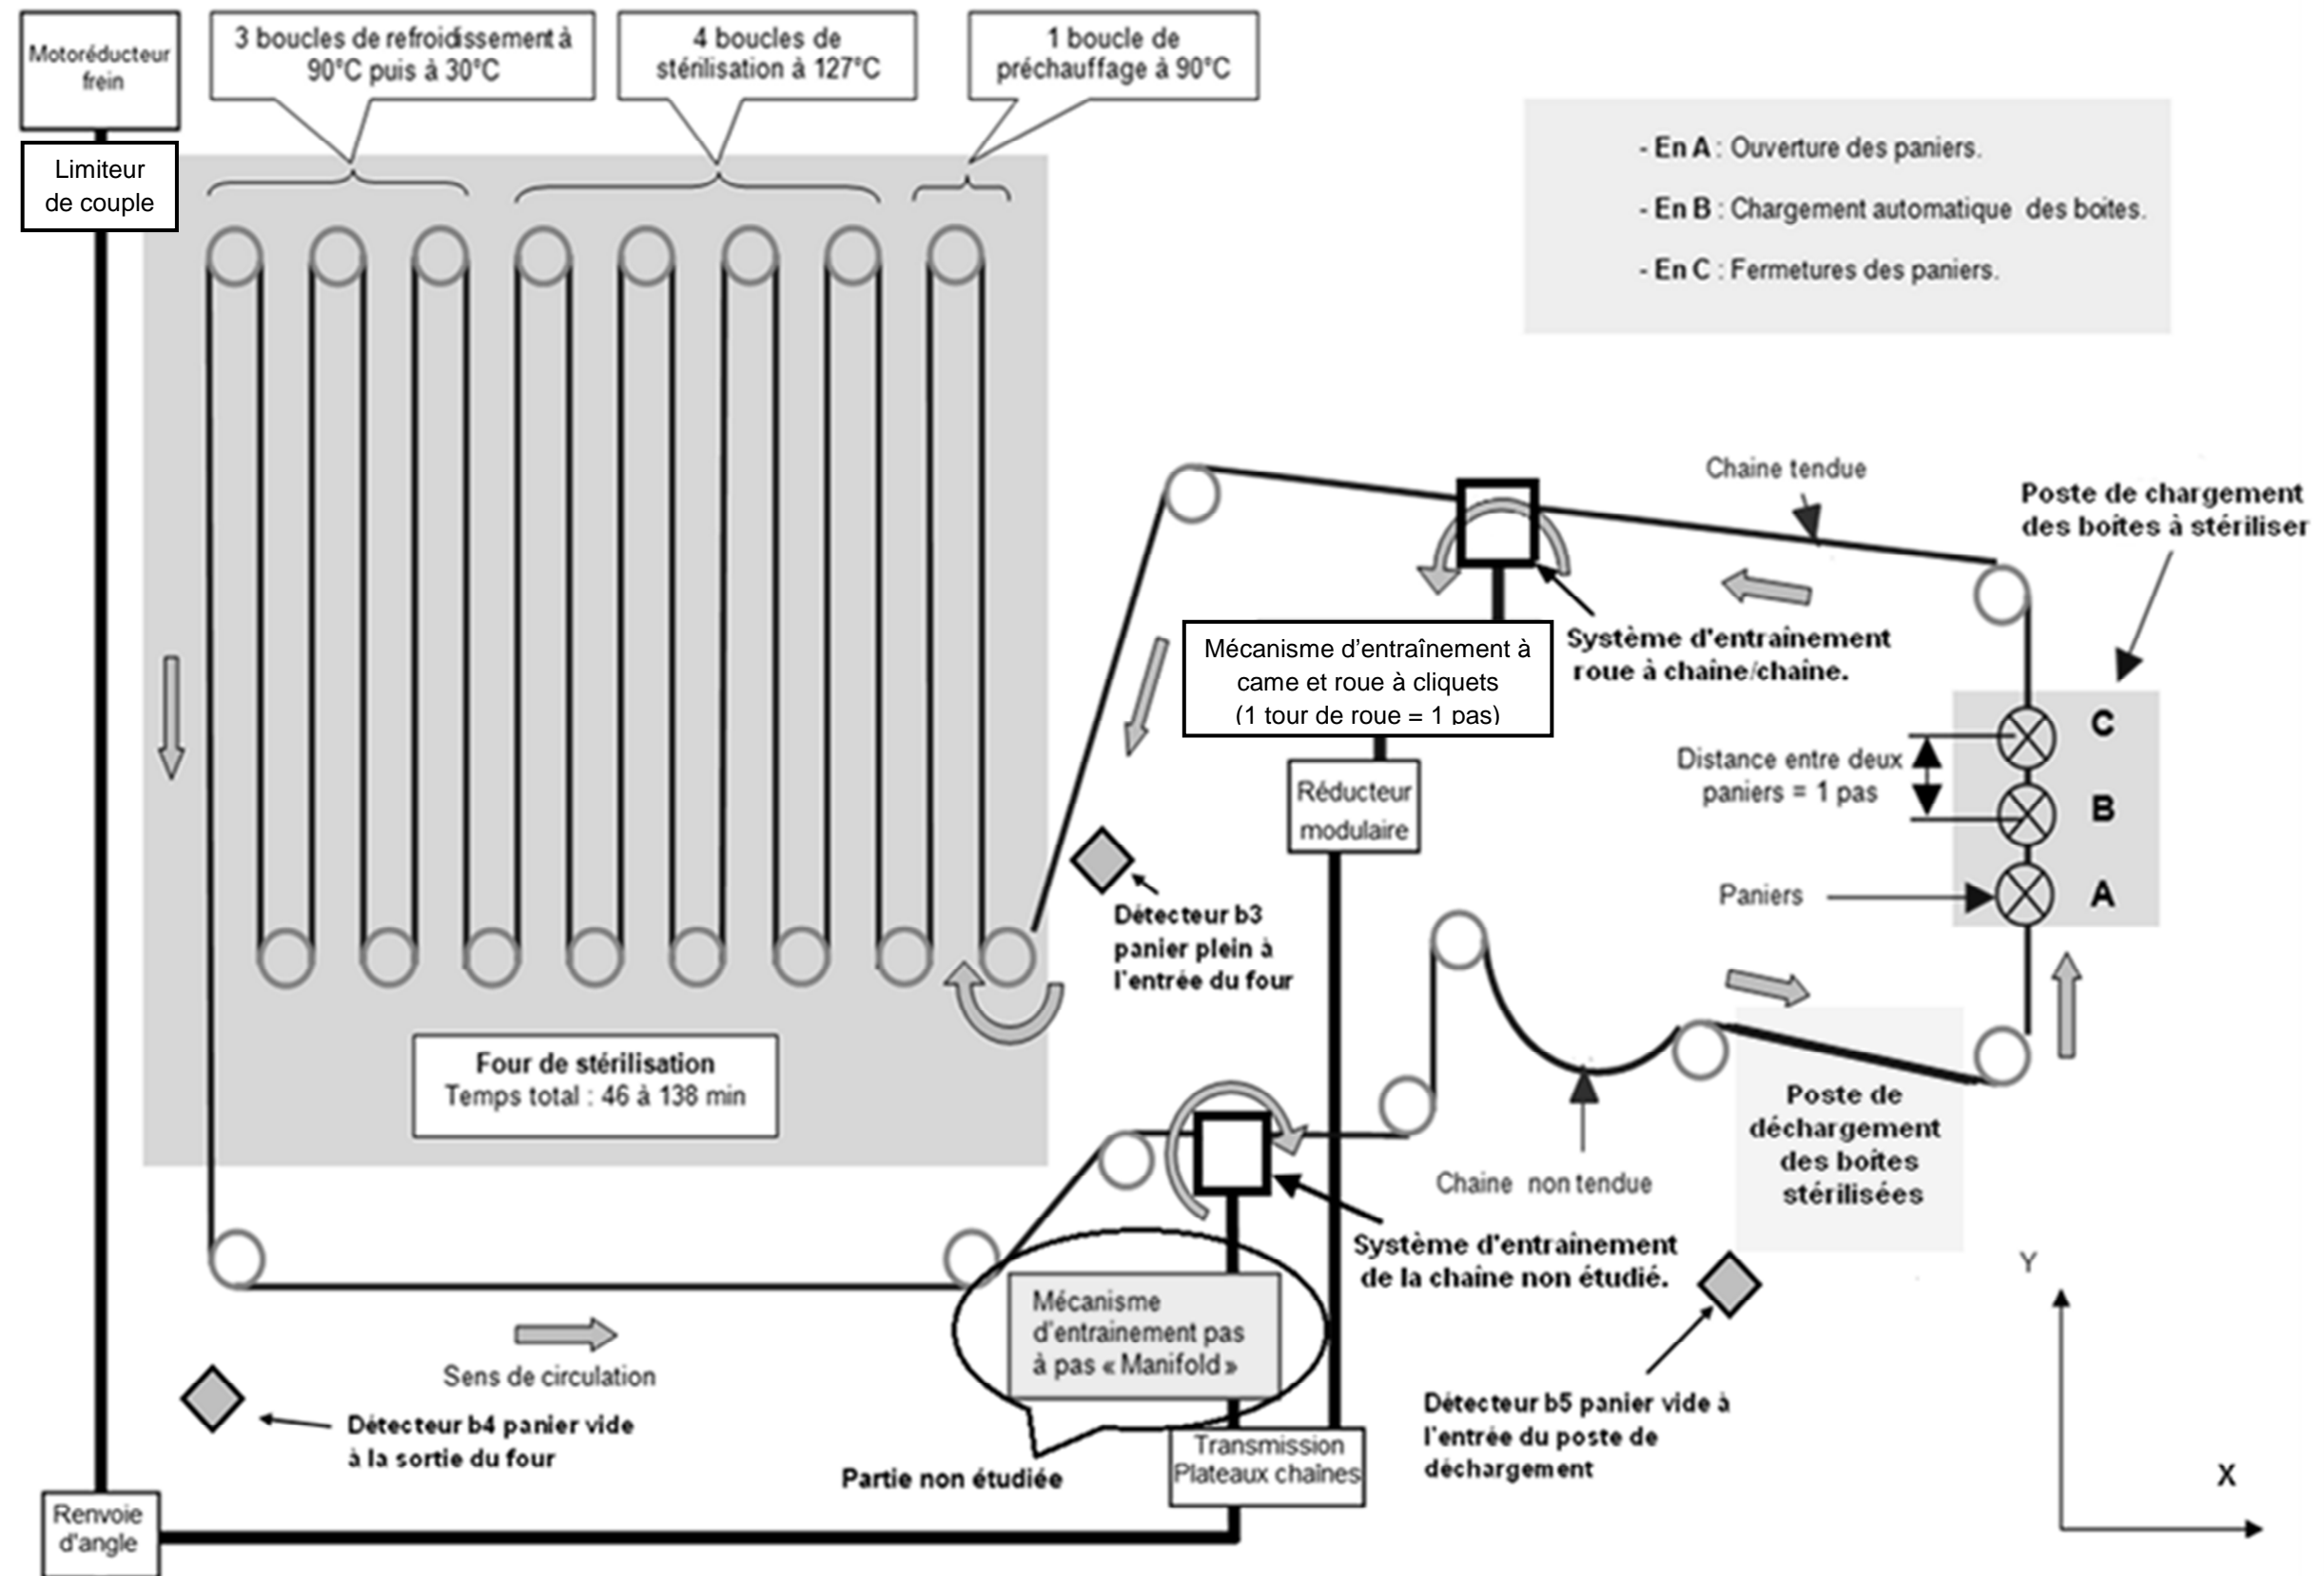 Motoréducteur
frein
3 boucles de refroidissement à
90°C puis à 30°C
4 boucles de
stérilisation à 127°C
1 boucle de
préchauffage à 90°C
Limiteur
de couple
- En A : Ouverture des paniers.
- En B : Chargement automatique des boites.
- En C : Fermetures des paniers.
Chaine tendue
Poste de chargement
des boîtes à stériliser
Mécanisme d'entraînement à
came et roue à cliquets
(1 tour de roue = 1 pas)
Système d'entraînement
roue à chaîne/chaine.
C
Distance entre deux
paniers = 1 pas
B
Réducteur
modulaire
Paniers
A
Détecteur b3
panier plein à
l'entrée du four
Four de stérilisation
Temps total : 46 à 138 min
Poste de
déchargement
des boîtes
stérilisées
Chaine non tendue
Système d'entraînement
de la chaîne non étudié.
Y
Mécanisme
d'entrainement pas
à pas « Manifold »
Sens de circulation
Détecteur b4 panier vide
à la sortie du four
Détecteur b5 panier vide à
l'entrée du poste de
déchargement
Partie non étudiée
Transmission
Plateaux chaînes
X
Renvoie
d'angle